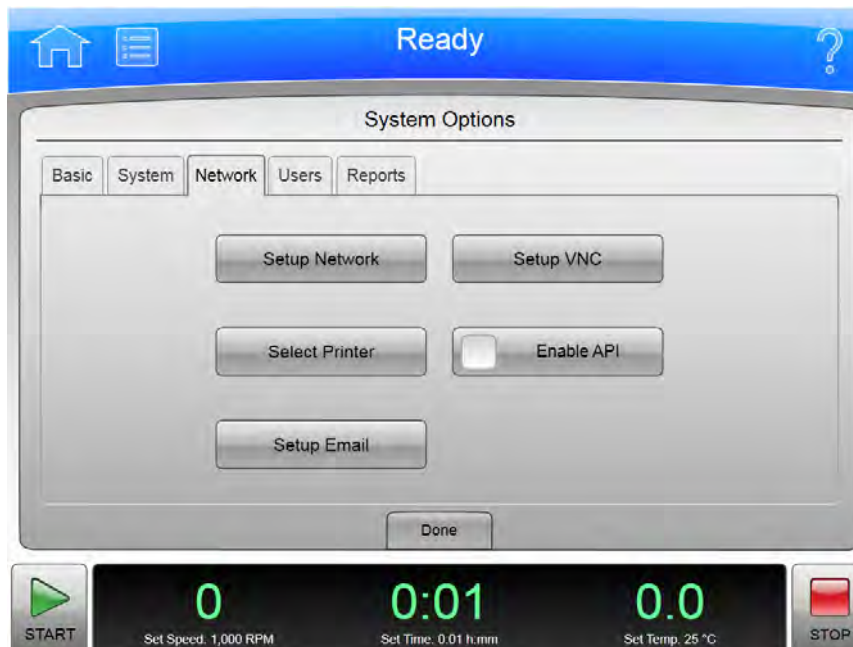 Ready
?
System Options
Basic System Network Users Reports
Setup Network Setup VNC
Select Printer Enable API
Setup Email
Done
0 0:01 0.0
START Set Speed. 1,000 RPM Set Time. 0.01 h:mm Set Temp. 25 °C STOP